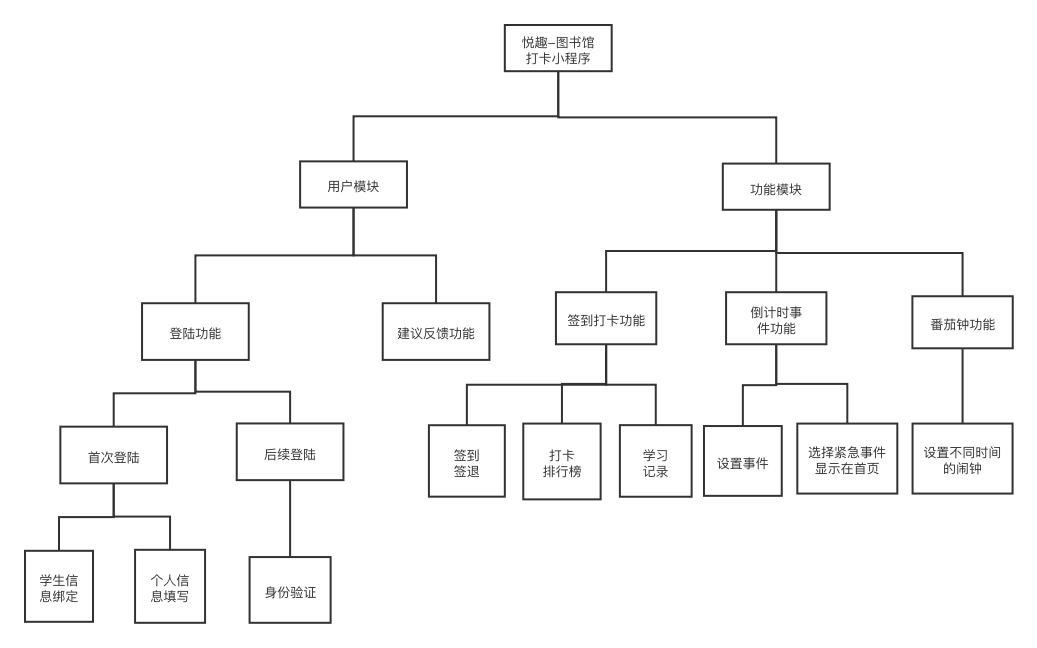 悦趣–图书馆
打卡小程序
用户模块
功能模块
登陆功能
建议反馈功能
签到打卡功能
倒计时事
件功能
番茄钟功能
首次登陆
后续登陆
签到
签退
打卡
排行榜
学习
记录
设置事件
选择紧急事件
显示在首页
设置不同时间
的闹钟
学生信
息绑定
个人信
息填写
身份验证